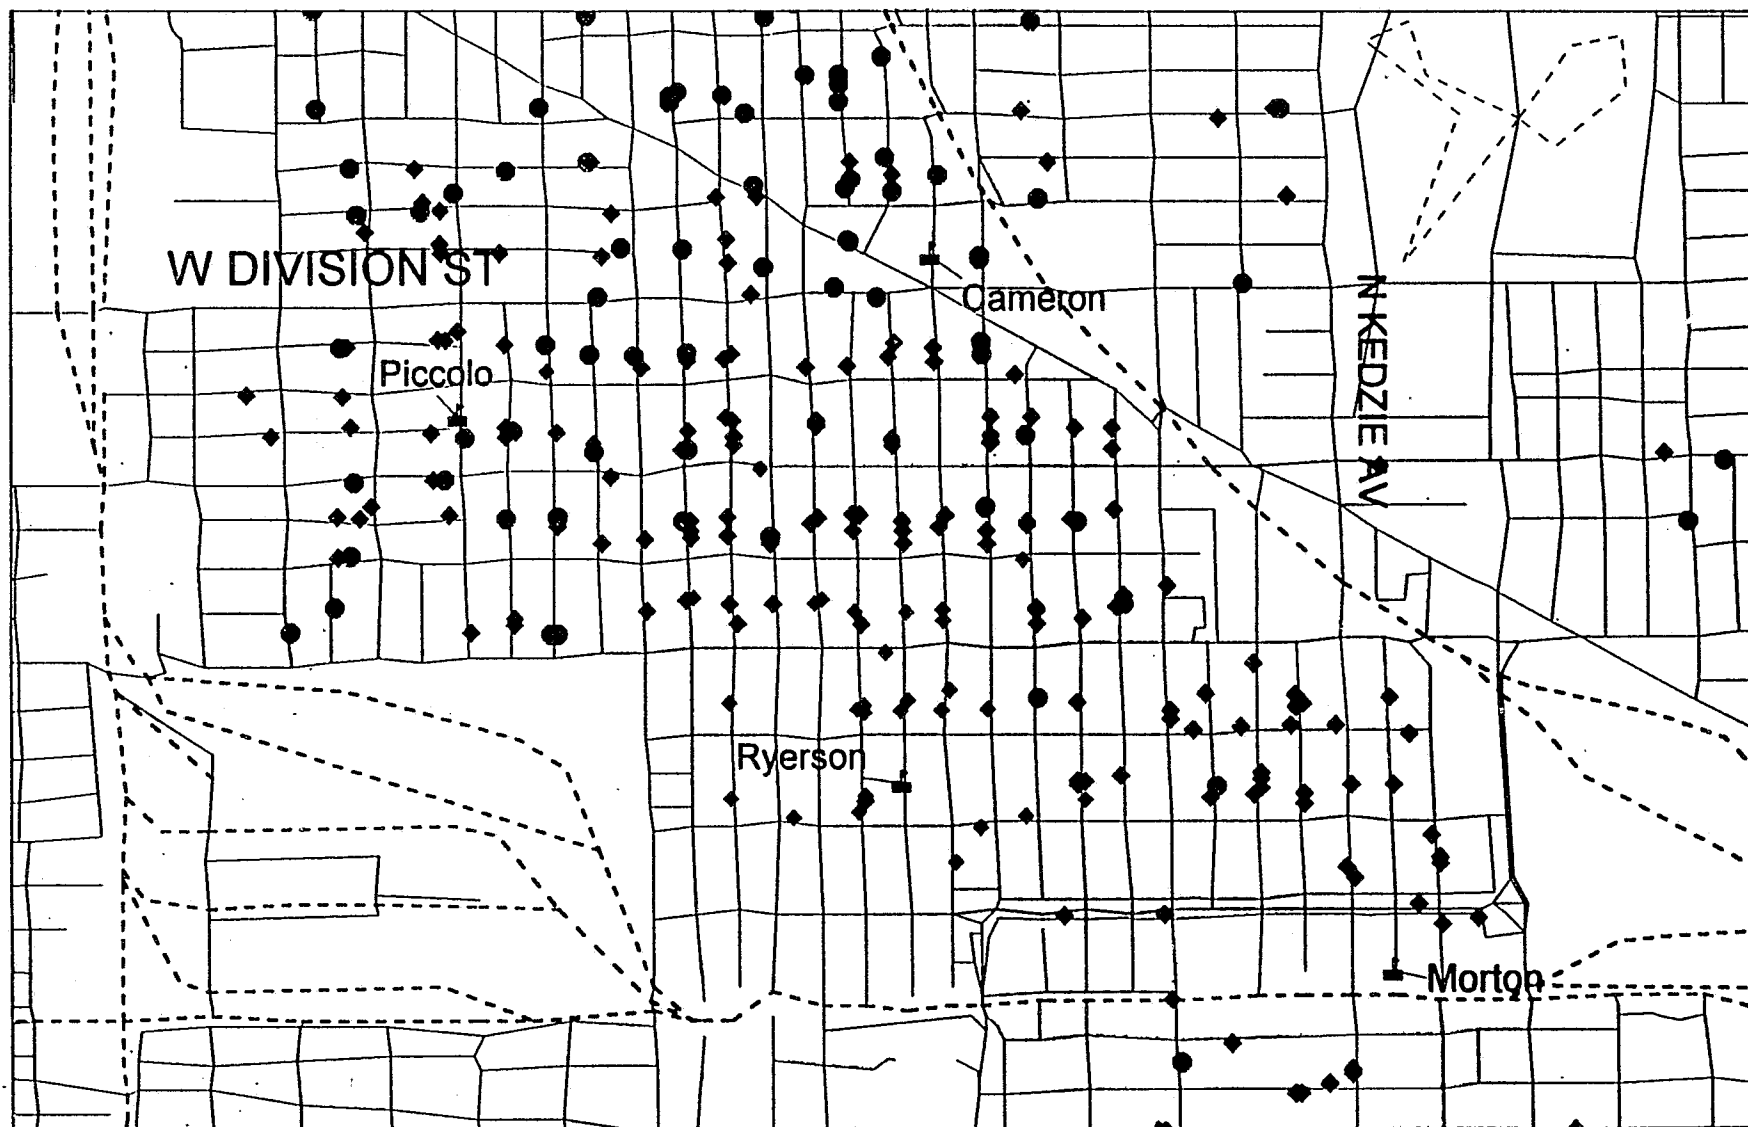 W DIVISION ST
Cameron
N KEDZIE AV
Piccolo
Ryerson
Morton